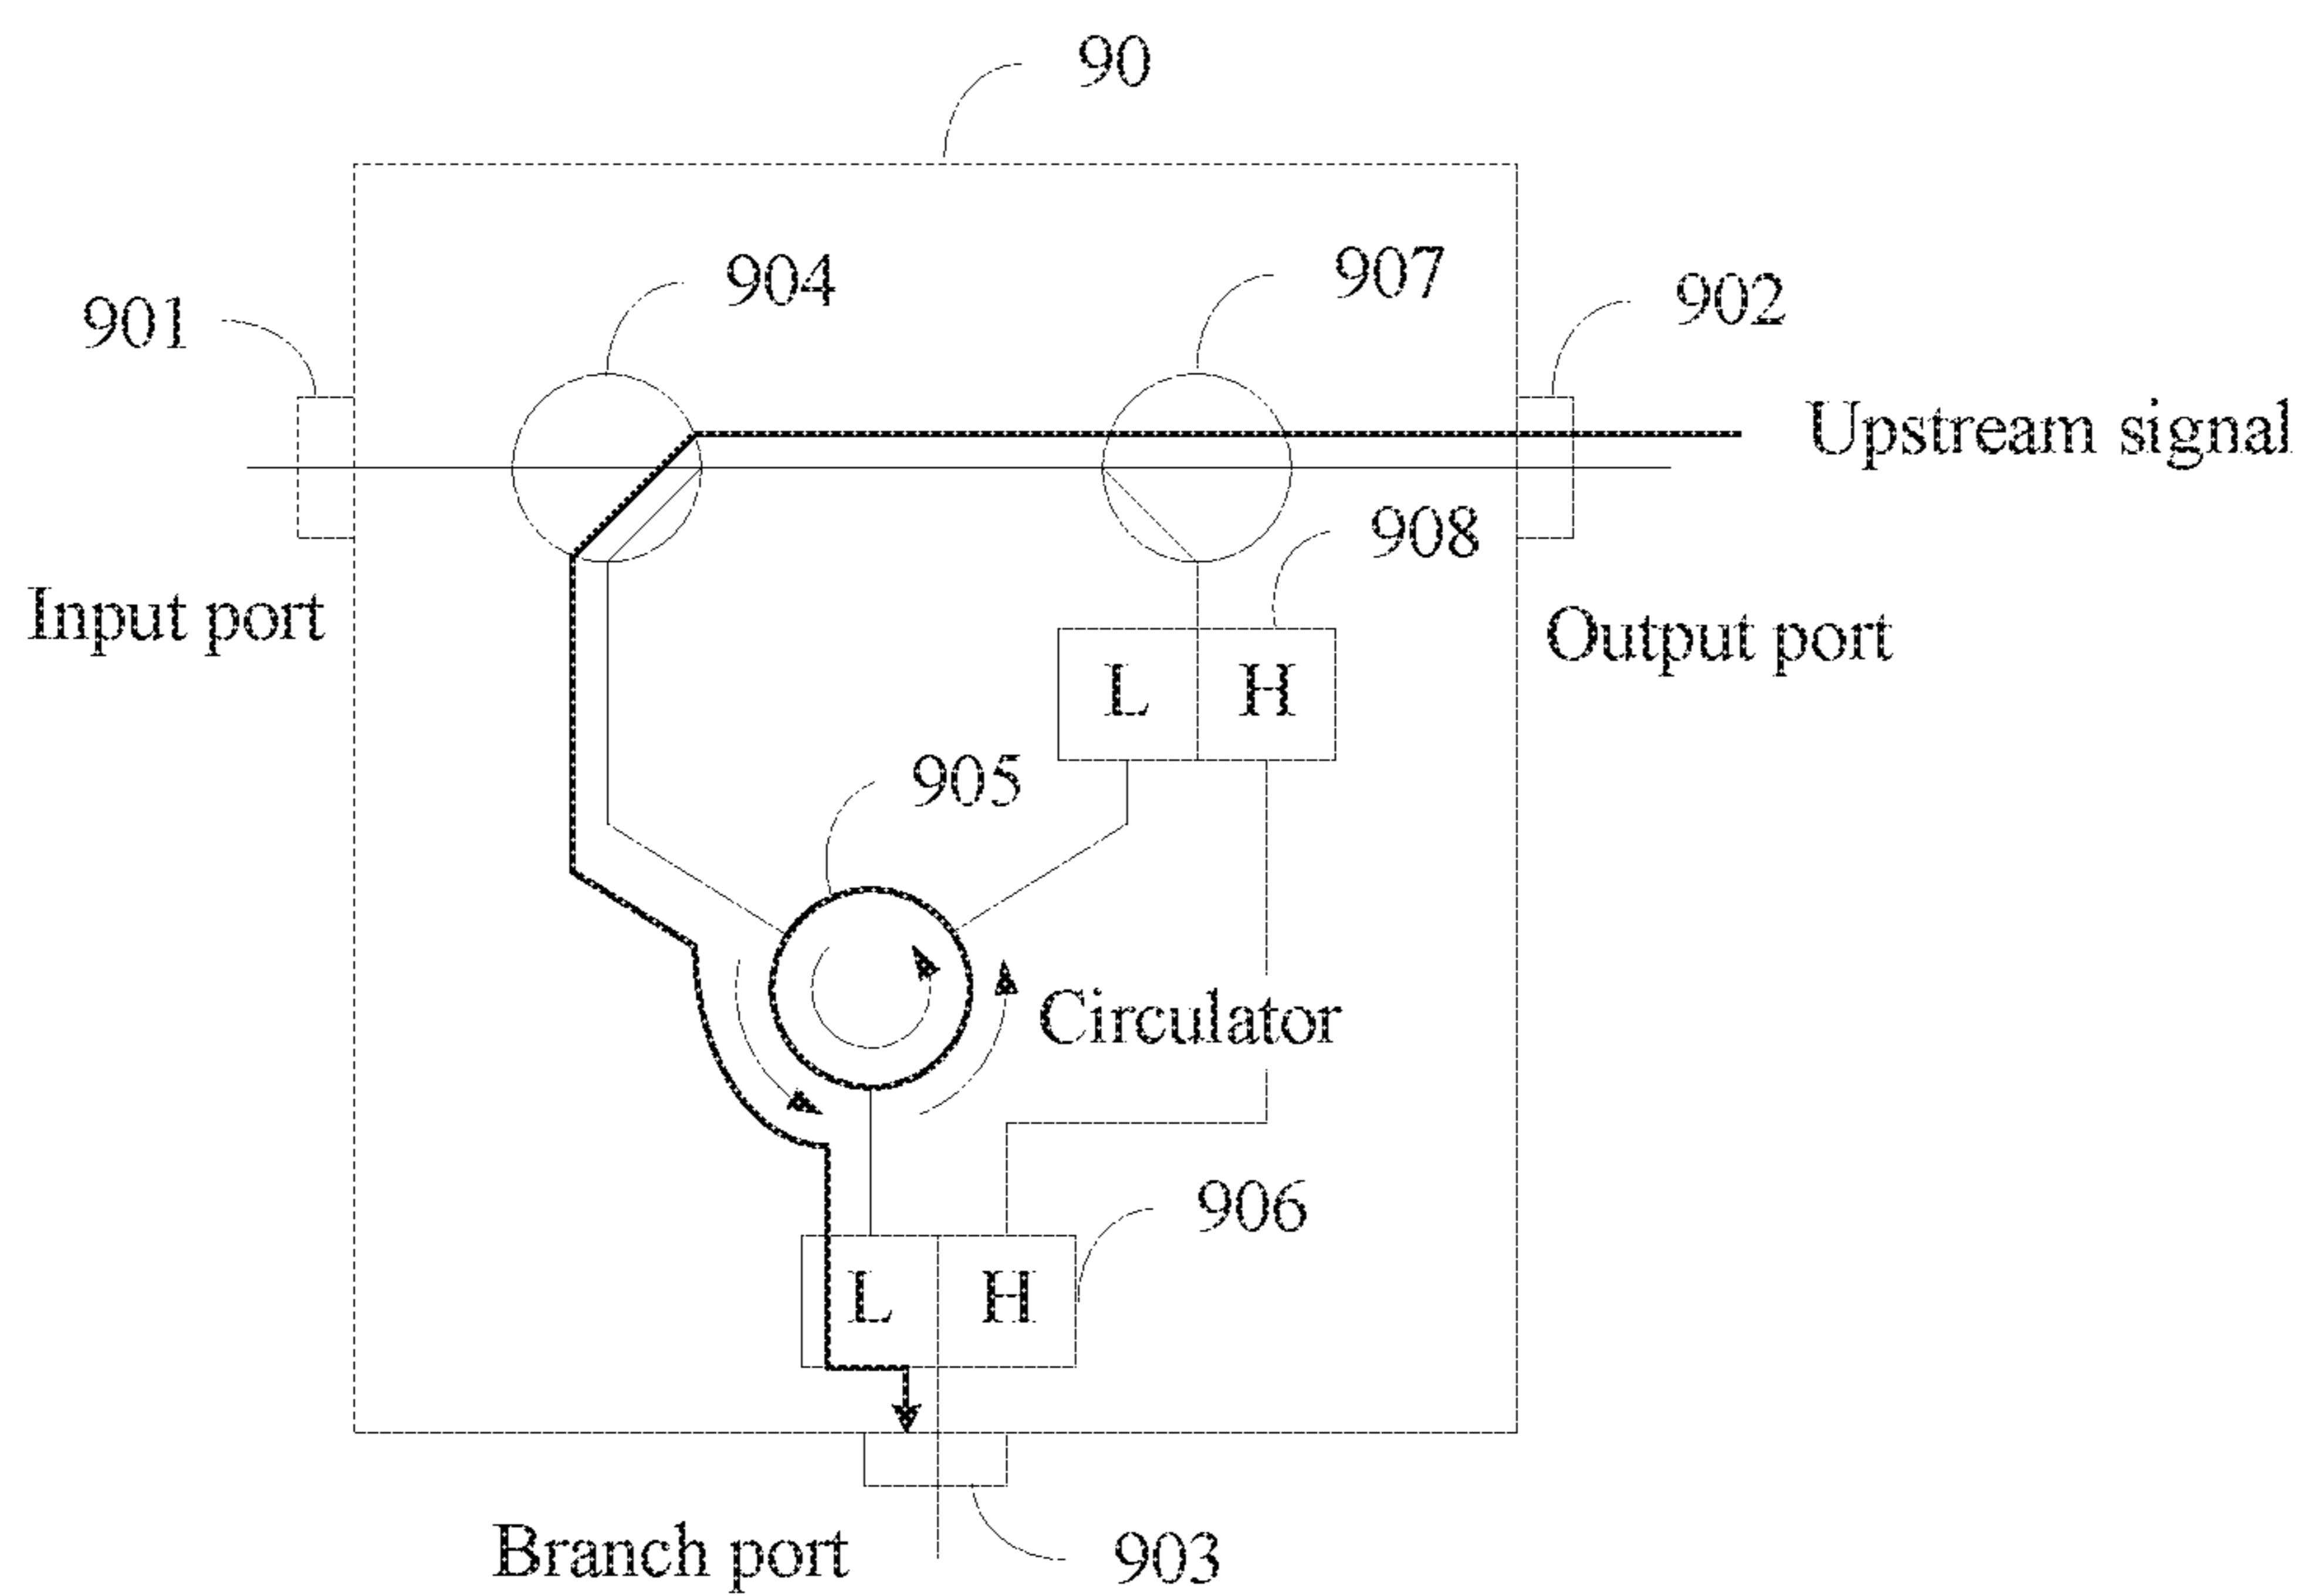 90
904
907
901
902
Upstream signal
908
Input port
Output port
L H
905
Circulator
906
L H
Branch port
903